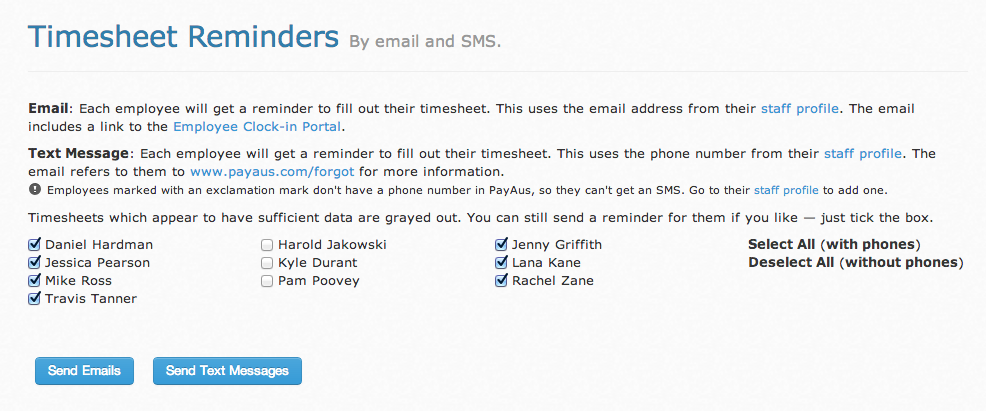 Timesheet Reminders By email and SMS.
Email: Each employee will get a reminder to fill out their timesheet. This uses the email address from their staff profile. The email
includes a link to the Employee Clock-in Portal.
Text Message: Each employee will get a reminder to fill out their timesheet. This uses the phone number from their staff profile. The
email refers to them to www.payaus.com/forgot for more information.
! Employees marked with an exclamation mark don't have a phone number in PayAus, so they can't get an SMS. Go to their staff profile to add one.
Timesheets which appear to have sufficient data are grayed out. You can still send a reminder for them if you like — just tick the box.
Daniel Hardman Harold Jakowski Jenny Griffith Select All (with phones)
Jessica Pearson Kyle Durant Lana Kane Deselect All (without phones)
Mike Ross Pam Poovey Rachel Zane
Travis Tanner
Send Emails Send Text Messages